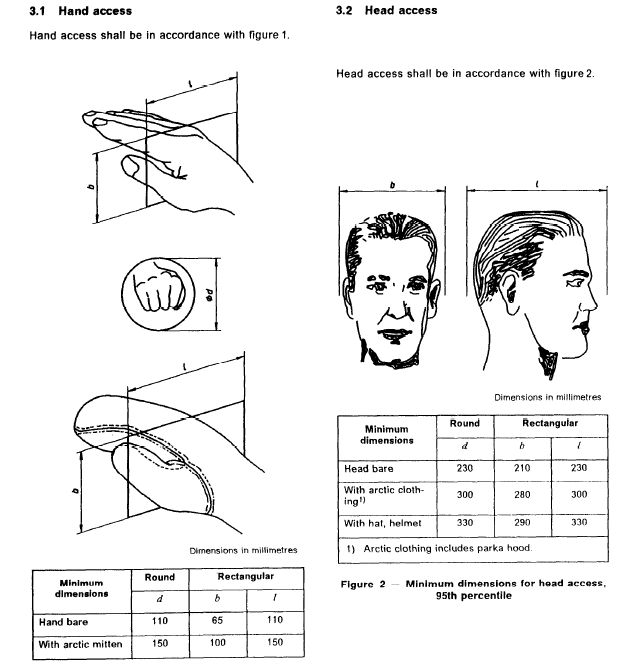 3.1 Hand access
Hand access shall be in accordance with figure 1.
l
b
ød
l
b
Dimensions in millimetres
Minimum dimensions Round Rectangular
d b l
Hand bare 110 65 110
With arctic mitten 150 100 150
3.2 Head access
Head access shall be in accordance with figure 2.
b l
Dimensions in millimetres
Minimum dimensions Round Rectangular
d b l
Head bare 230 210 230
With arctic cloth-
ing1) 300 280 300
With hat, helmet 330 290 330
1) Arctic clothing includes parka hood.
Figure 2 — Minimum dimensions for head access,
95th percentile